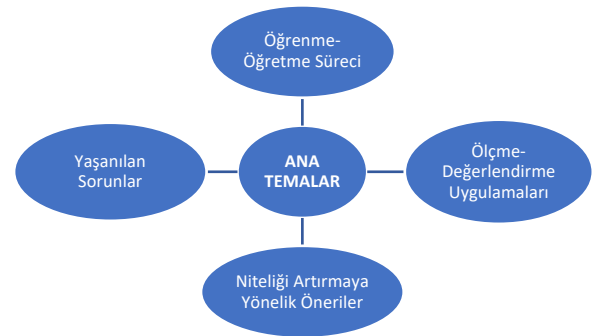 Öğrenme-
Öğretme Süreci
Yaşanılan
Sorunlar
ANA
TEMALAR
Ölçme-
Değerlendirme
Uygulamaları
Niteliği Artırmaya
Yönelik Öneriler